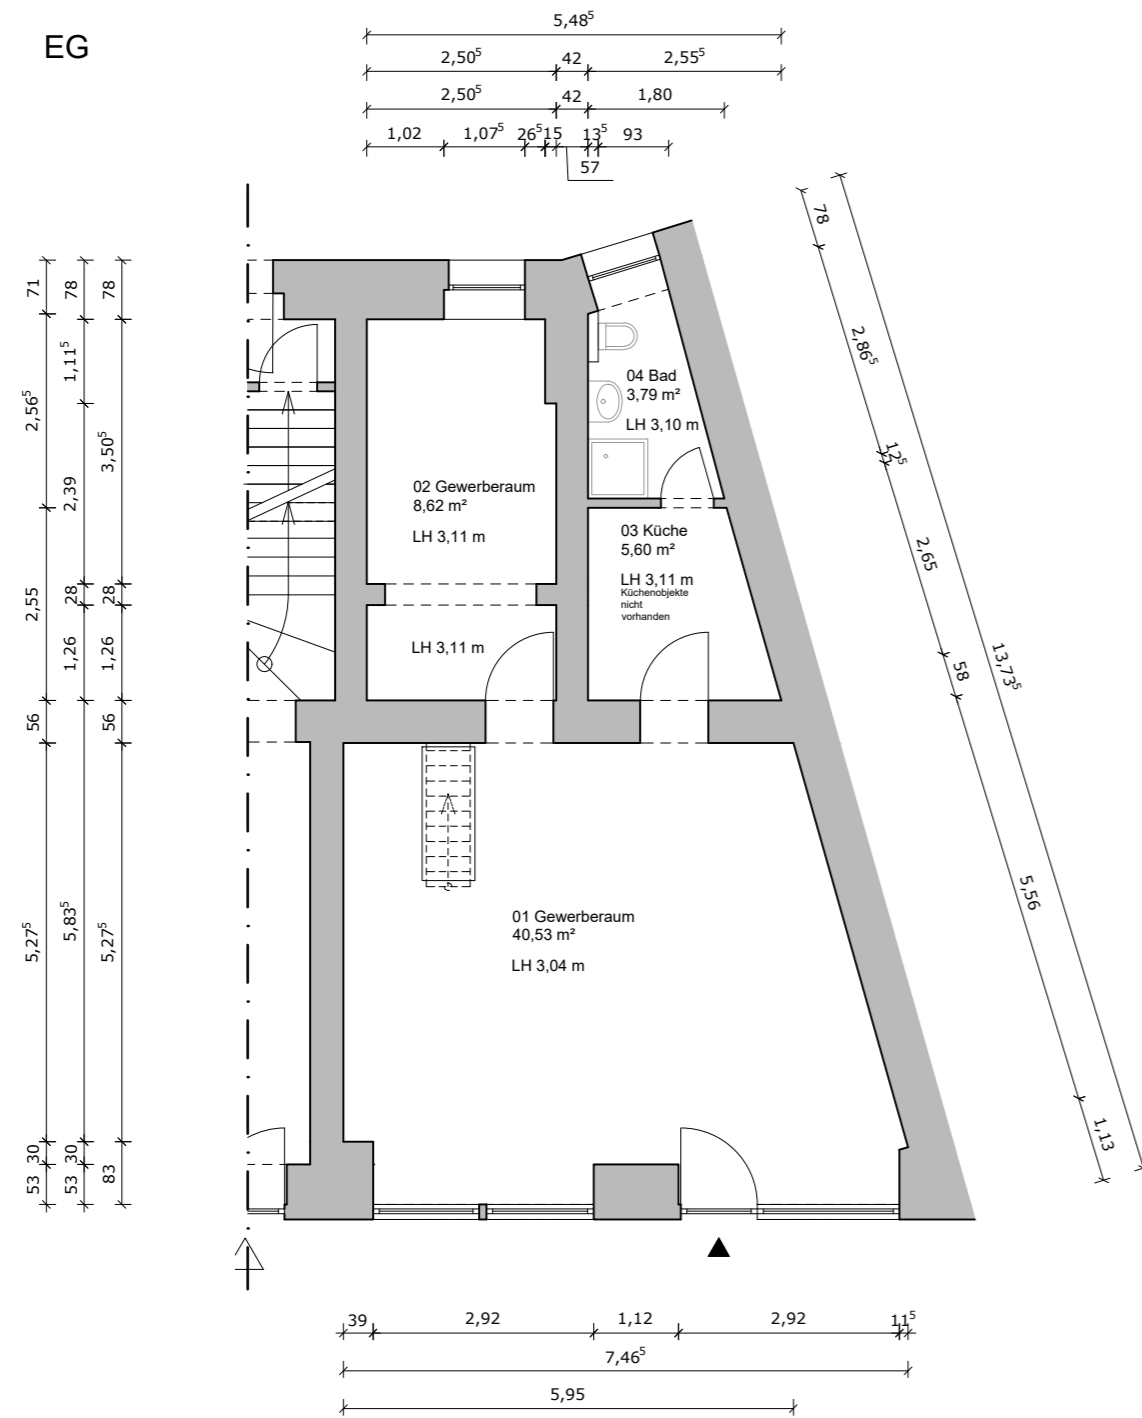 EG
5,48⁵
2,50⁵ 42 2,55⁵
2,50⁵ 42 1,80
1,02 1,07⁵ 26⁵ 15 13⁵ 93
57
71
2,56⁵
2,55
56
5,27⁵
30
53
78
1,11⁵
2,39
28
1,26
5,83⁵
30
53
78
3,50⁵
28
1,26
56
5,27⁵
83
04 Bad
3,79 m²
LH 3,10 m
02 Gewerberaum
8,62 m²
LH 3,11 m
LH 3,11 m
03 Küche
5,60 m²
LH 3,11 m
Küchenobjekte
nicht
vorhanden
01 Gewerberaum
40,53 m²
LH 3,04 m
78
2,86⁵
12⁵
2,65
58
5,56
1,13
13,73⁵
39 2,92 1,12 2,92 11⁵
7,46⁵
5,95